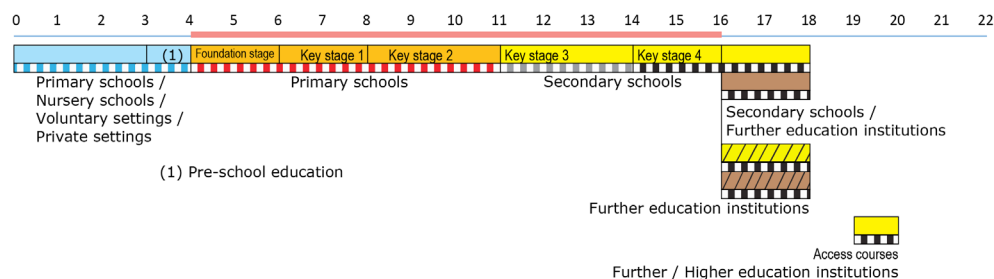 0 1 2 3 4 5 6 7 8 9 10 11 12 13 14 15 16 17 18 19 20 21 22
(1) Foundation stage Key stage 1 Key stage 2 Key stage 3 Key stage 4
Primary schools /
Nursery schools /
Voluntary settings /
Private settings
Primary schools
Secondary schools
Secondary schools /
Further education institutions
(1) Pre-school education
Further education institutions
Access courses
Further / Higher education institutions